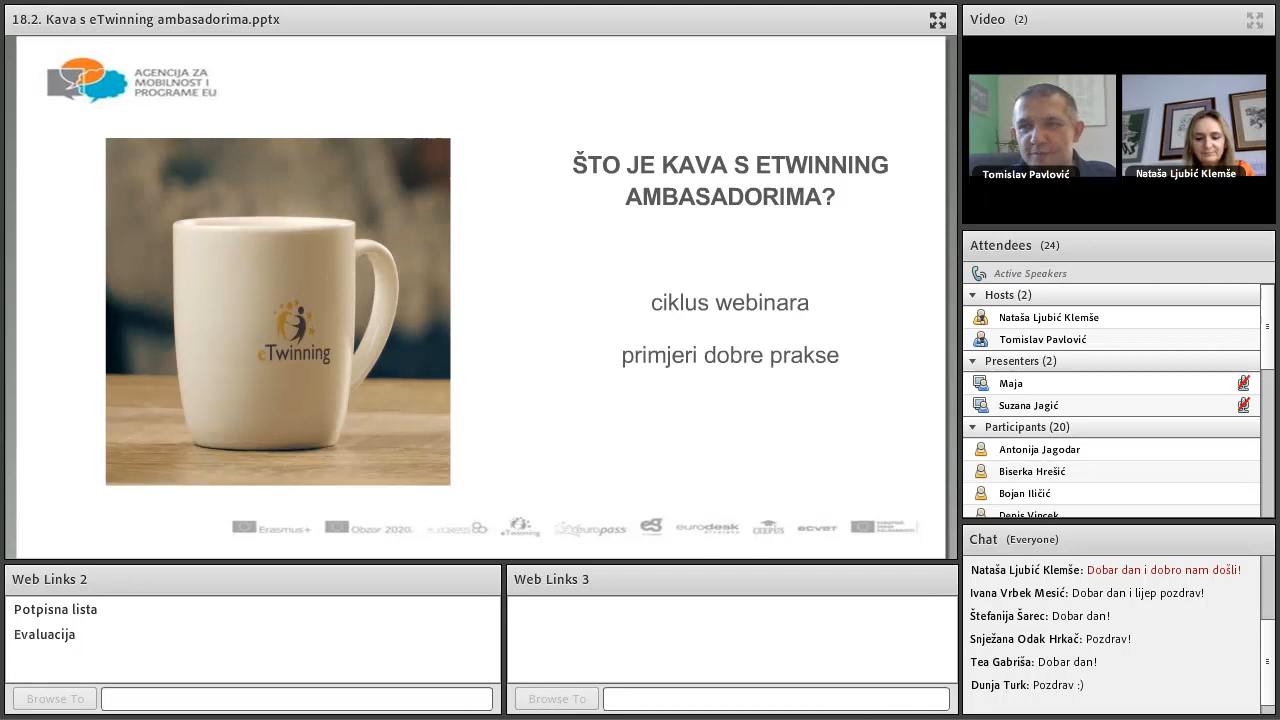 18.2. Kava s eTwinning ambasadorima.pptx
AGENCIJA ZA
MOBILNOST I
PROGRAME EU
ŠTO JE KAVA S ETWINNING
AMBASADORIMA?
ciklus webinara
primjeri dobre prakse
eTwinning
Erasmus+
Obzor 2020.
eTwinning
europass
eurodesk
CEEPUS
ecvet
Video (2)
Tomislav Pavlović
Nataša Ljubić Klemše
Attendees (24)
Active Speakers
Hosts (2)
Nataša Ljubić Klemše
Tomislav Pavlović
Presenters (2)
Maja
Suzana Jagić
Participants (20)
Antonija Jagodar
Biserka Hrešić
Bojan Iličić
Denis Vincek
Chat (Everyone)
Nataša Ljubić Klemše: Dobar dan i dobro nam došli!
Ivana Vrbek Mesić: Dobar dan i lijep pozdrav!
Štefanija Šarec: Dobar dan!
Snježana Odak Hrkač: Pozdrav!
Tea Gabriša: Dobar dan!
Dunja Turk: Pozdrav :)
Web Links 2
Potpisna lista
Evaluacija
Browse To
Web Links 3
Browse To